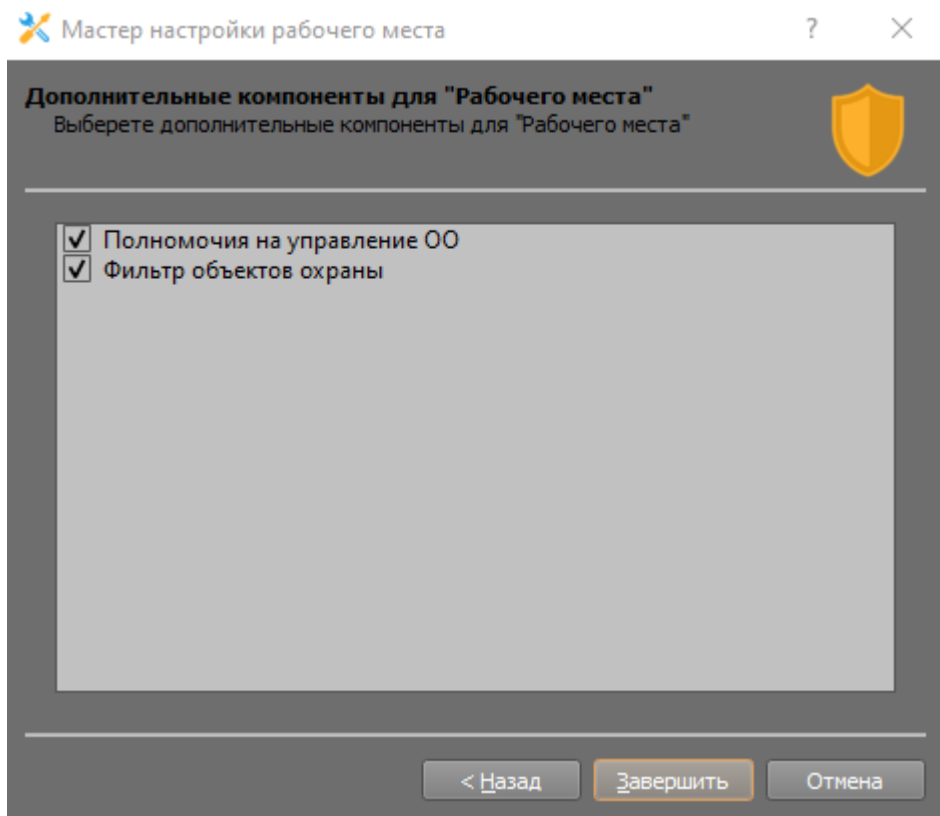 Мастер настройки рабочего места
?
Дополнительные компоненты для "Рабочего места"
Выберете дополнительные компоненты для "Рабочего места"
Полномочия на управление ОО
Фильтр объектов охраны
< Назад Завершить Отмена